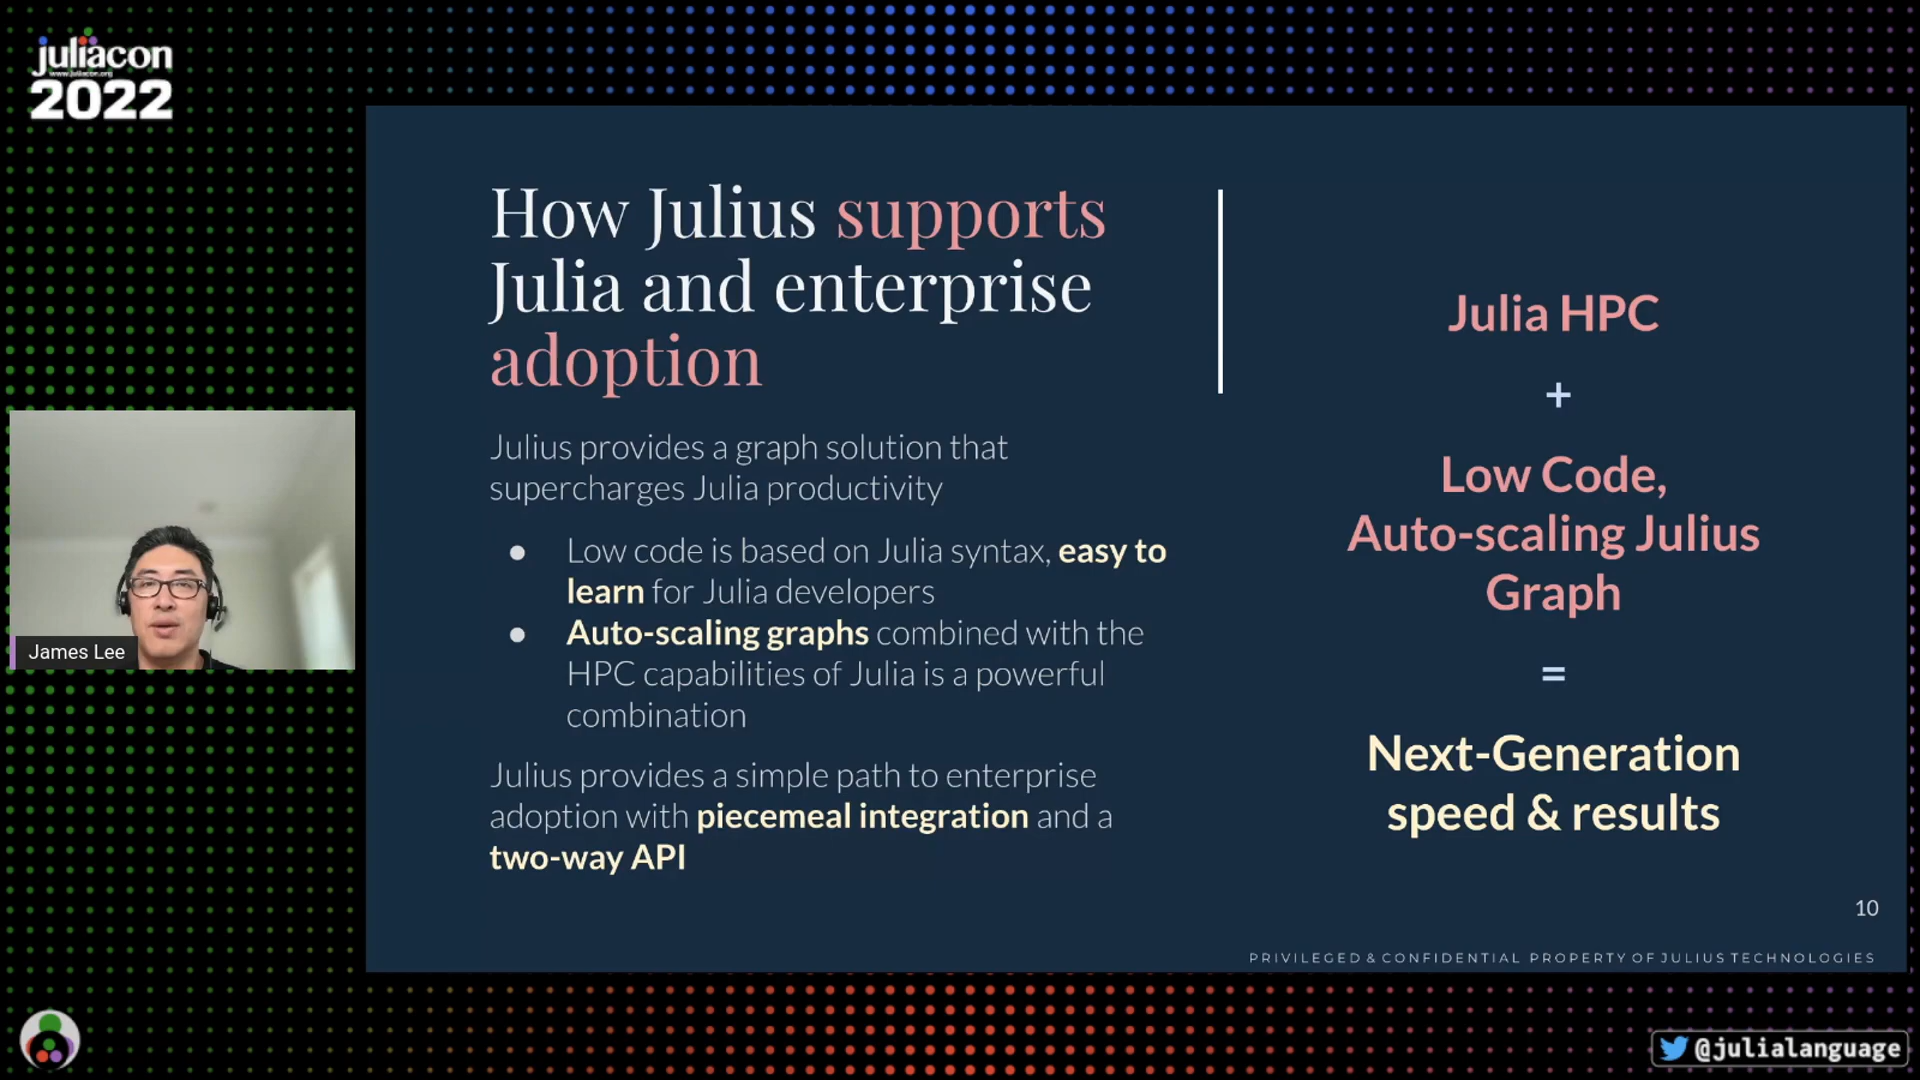 juliacon
www.juliacon.org
2022
How Julius supports
Julia and enterprise
adoption
Julius provides a graph solution that
supercharges Julia productivity
● Low code is based on Julia syntax, easy to
learn for Julia developers
● Auto-scaling graphs combined with the
HPC capabilities of Julia is a powerful
combination
Julius provides a simple path to enterprise
adoption with piecemeal integration and a
two-way API
Julia HPC
+
Low Code,
Auto-scaling Julius
Graph
=
Next-Generation
speed & results
10
PRIVILEGED & CONFIDENTIAL PROPERTY OF JULIUS TECHNOLOGIES
James Lee
@julialanguage